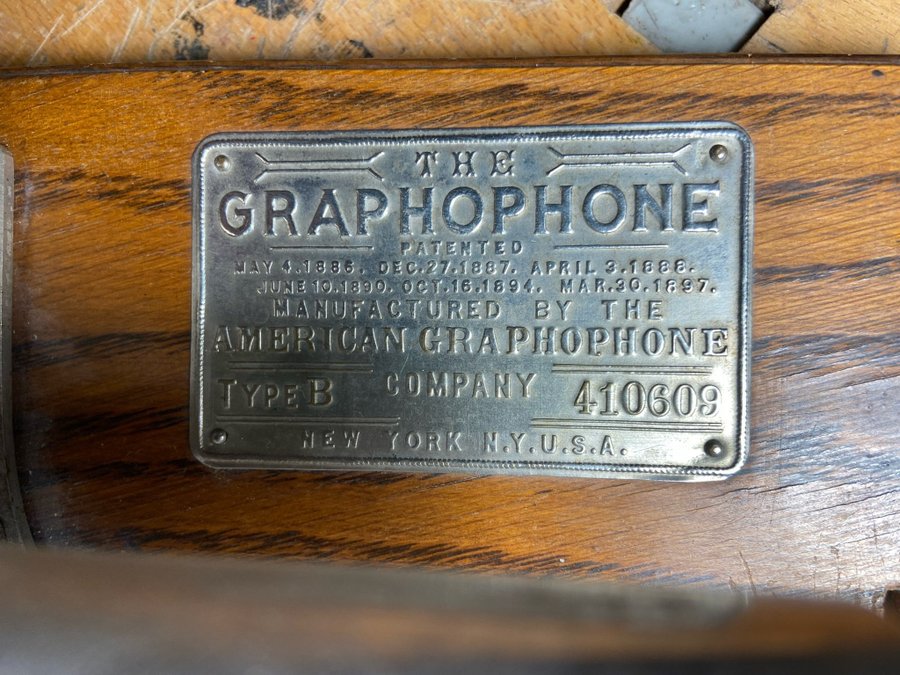 THE
GRAPHOPHONE
PATENTED
MAY 4.1886. DEC.27.1887. APRIL 3.1888.
JUNE 10.1890. OCT.16.1894. MAR.30.1897.
MANUFACTURED BY THE
AMERICAN GRAPHOPHONE
TYPE B COMPANY 410609
NEW YORK N.Y.U.S.A.